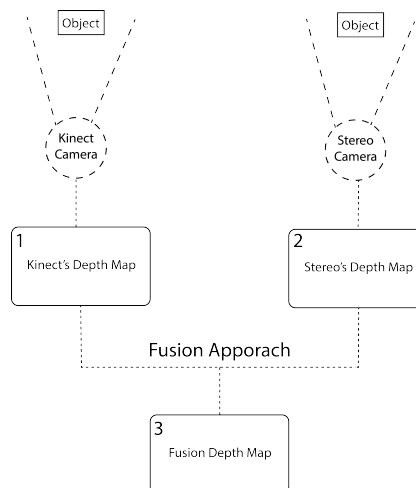 Object
Object
Kinect
Camera
Stereo
Camera
1
Kinect's Depth Map
2
Stereo's Depth Map
Fusion Apporach
3
Fusion Depth Map